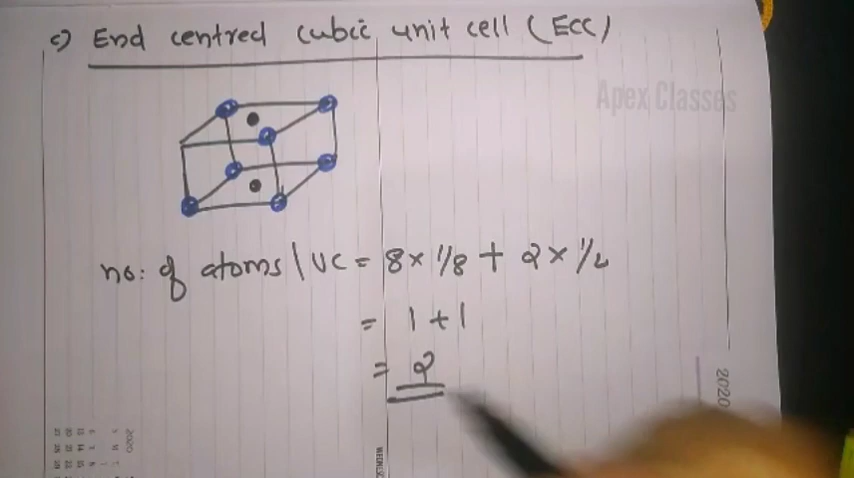 c) End centred cubic unit cell (ECC)
Apex Classes
no: of atoms / UC = 8 × 1/8 + 2 × 1/2
= 1 + 1
= 2
2020
2020